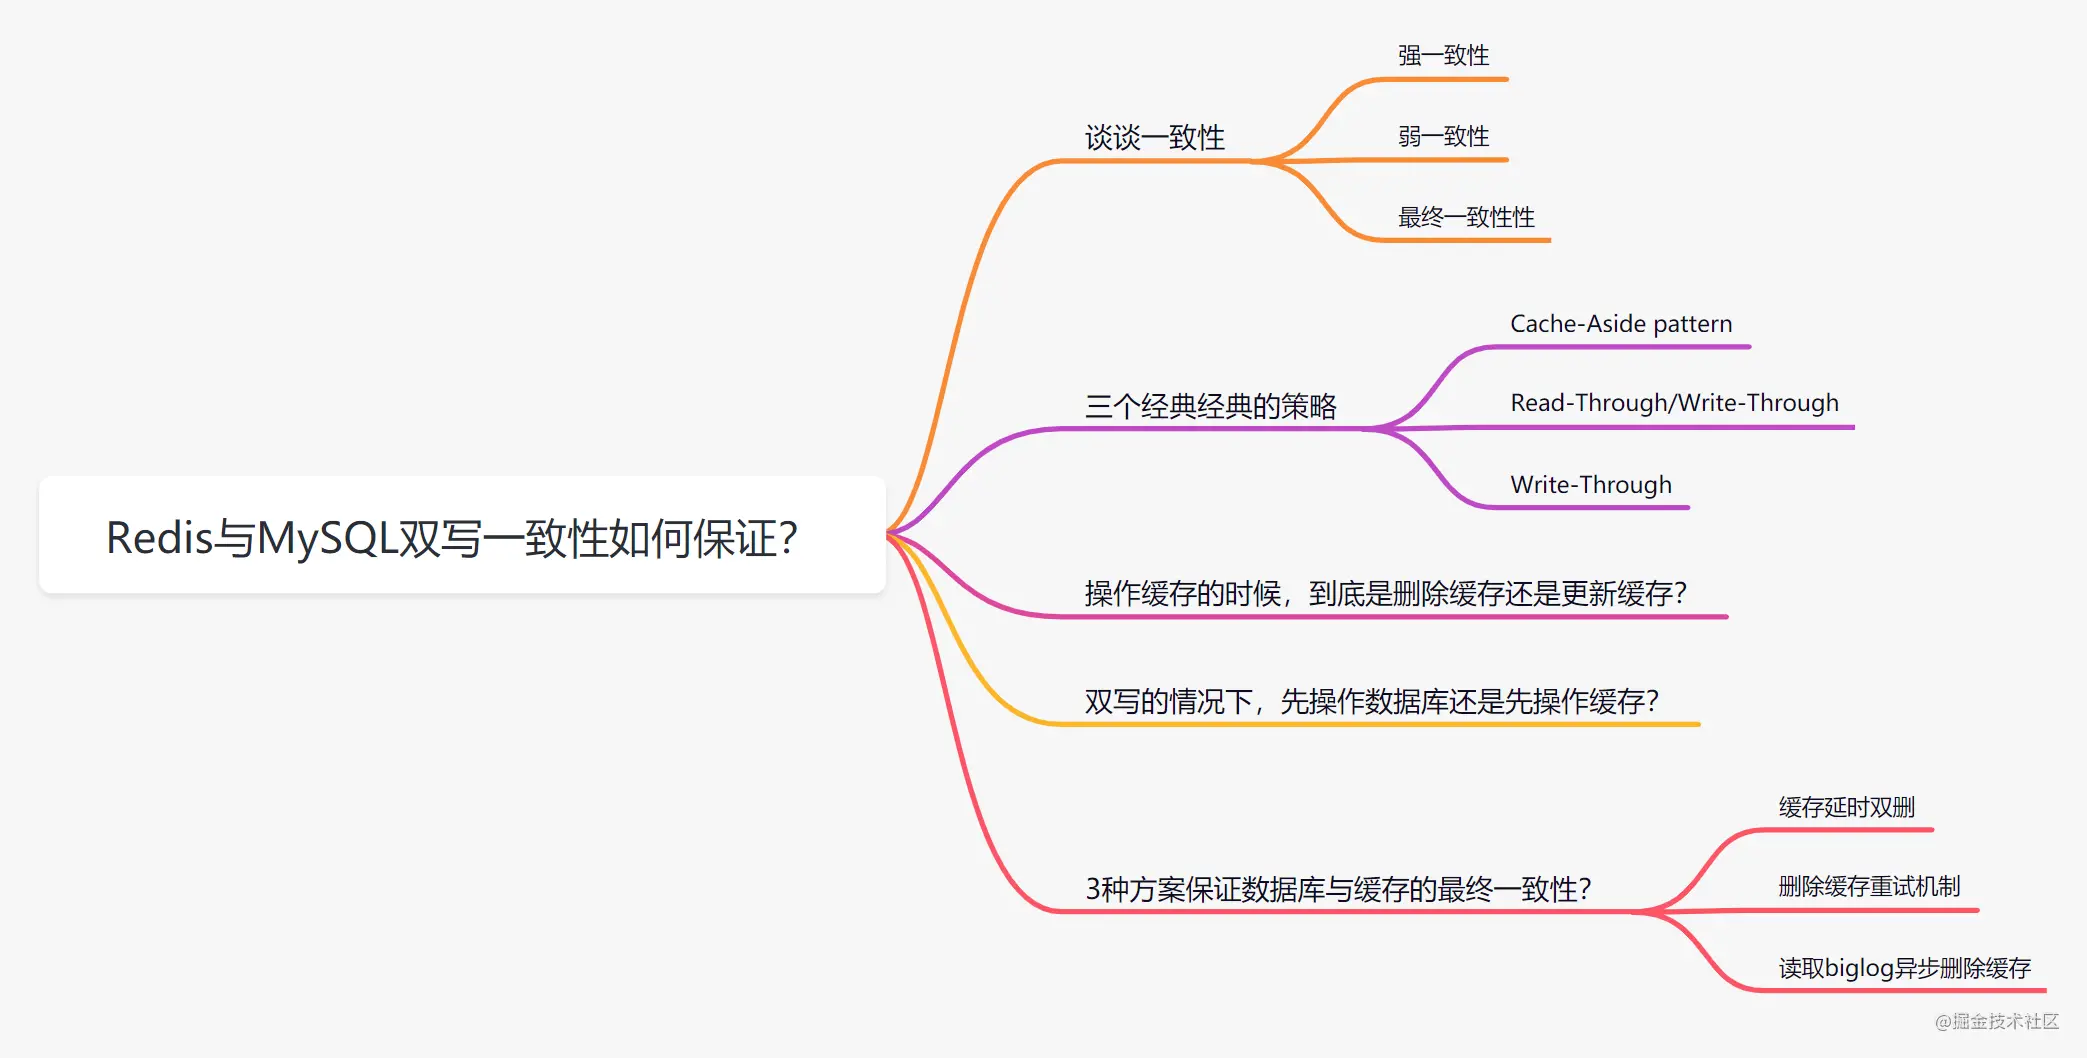 Redis与MySQL双写一致性如何保证？
谈谈一致性
强一致性
弱一致性
最终一致性性
三个经典经典的策略
Cache-Aside pattern
Read-Through/Write-Through
Write-Through
操作缓存的时候，到底是删除缓存还是更新缓存？
双写的情况下，先操作数据库还是先操作缓存？
3种方案保证数据库与缓存的最终一致性？
缓存延时双删
删除缓存重试机制
读取biglog异步删除缓存
@掘金技术社区